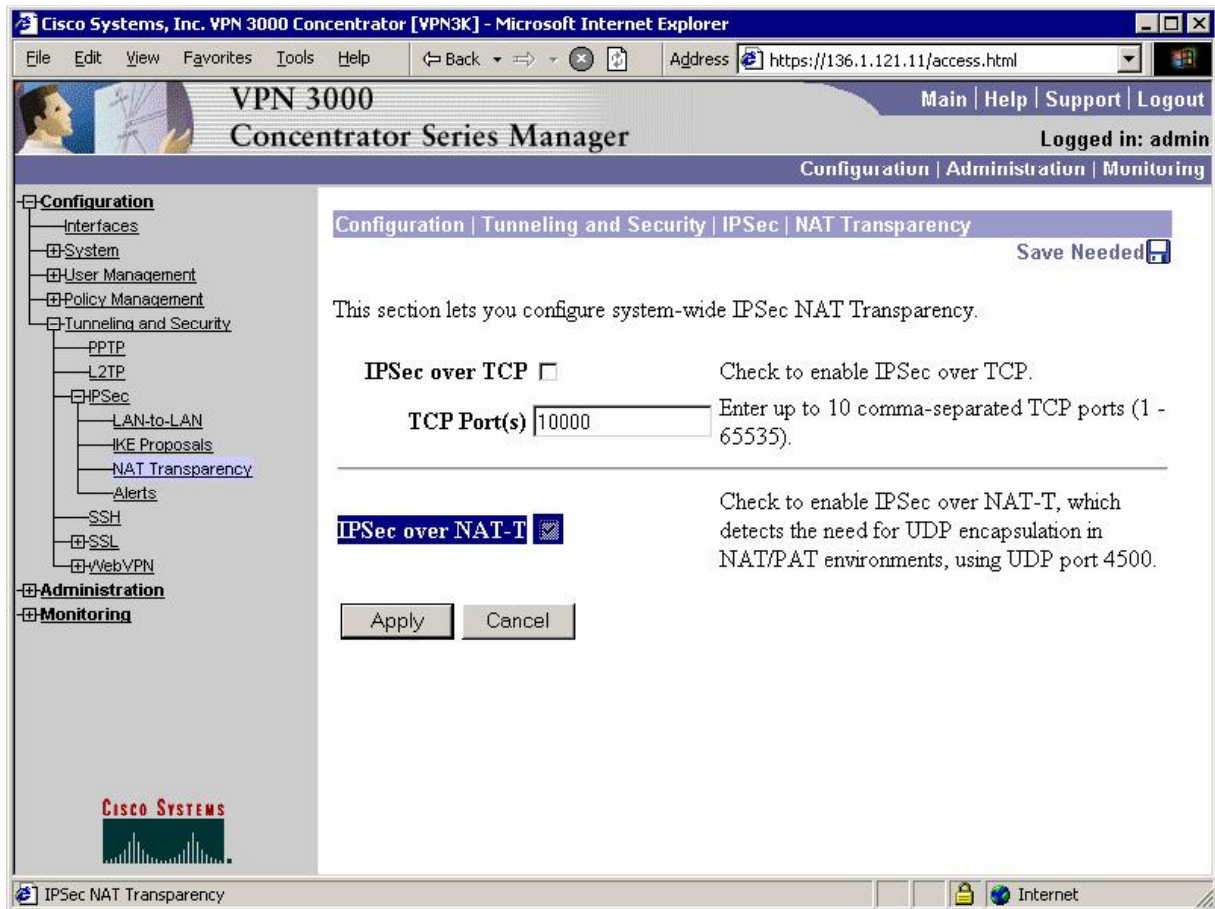 Cisco Systems, Inc. VPN 3000 Concentrator [VPN3K] - Microsoft Internet Explorer
File Edit View Favorites Tools Help Back Address https://136.1.121.11/access.html
VPN 3000
Concentrator Series Manager
Main | Help | Support | Logout
Logged in: admin
Configuration | Administration | Monitoring
Configuration
Interfaces
System
User Management
Policy Management
Tunneling and Security
PPTP
L2TP
IPSec
LAN-to-LAN
IKE Proposals
NAT Transparency
Alerts
SSH
SSL
WebVPN
Administration
Monitoring
CISCO SYSTEMS
Configuration | Tunneling and Security | IPSec | NAT Transparency
Save Needed
This section lets you configure system-wide IPSec NAT Transparency.
IPSec over TCP
Check to enable IPSec over TCP.
TCP Port(s) 10000
Enter up to 10 comma-separated TCP ports (1 -
65535).
IPSec over NAT-T
Check to enable IPSec over NAT-T, which
detects the need for UDP encapsulation in
NAT/PAT environments, using UDP port 4500.
Apply Cancel
IPSec NAT Transparency
Internet